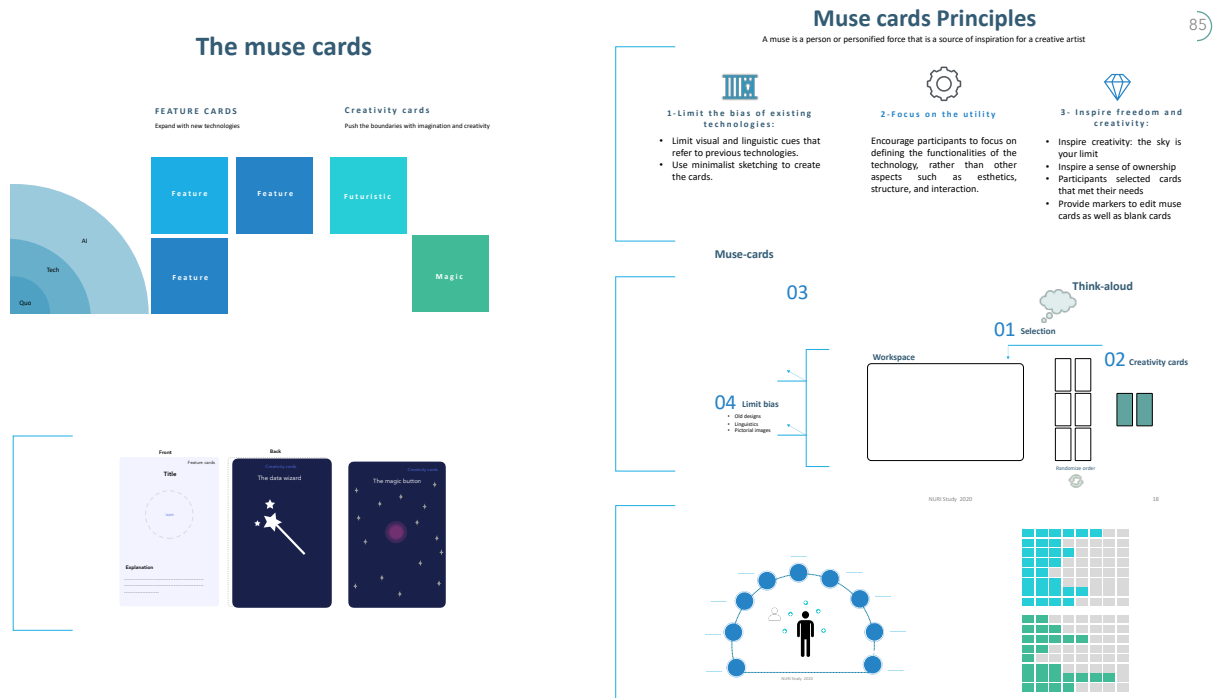 The muse cards
FEATURE CARDS
Expand with new technologies
Creativity cards
Push the boundaries with imagination and creativity
Feature
Feature
Futuristic
Feature
Magic
AI
Tech
Quo
Front
Feature cards
Title
Explanation
Back
Creativity cards
The data wizard
Creativity cards
The magic button
Muse cards Principles
85
A muse is a person or personified force that is a source of inspiration for a creative artist
1-Limit the bias of existing
technologies:
• Limit visual and linguistic cues that
refer to previous technologies.
• Use minimalist sketching to create
the cards.
2-Focus on the utility
Encourage participants to focus on
defining the functionalities of the
technology, rather than other
aspects such as esthetics,
structure, and interaction.
3- Inspire freedom and
creativity:
• Inspire creativity: the sky is
your limit
• Inspire a sense of ownership
• Participants selected cards
that met their needs
• Provide markers to edit muse
cards as well as blank cards
Muse-cards
03
Think-aloud
01 Selection
Workspace
02 Creativity cards
04 Limit bias
• Old designs
• Linguistics
• Pictorial images
Randomize order
NURI Study 2020
18
NURI Study 2020